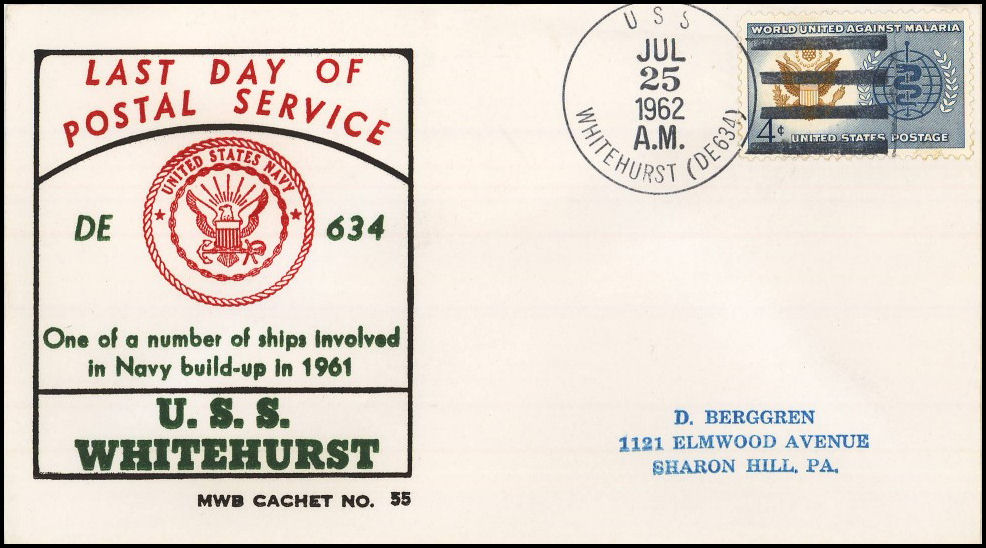 LAST DAY OF
POSTAL SERVICE
UNITED STATES NAVY
DE 634
One of a number of ships involved
in Navy build-up in 1961
U. S. S.
WHITEHURST
MWB CACHET NO. 55
USS
JUL
25
1962
A.M.
WHITEHURST (DE634)
WORLD UNITED AGAINST MALARIA
4¢ UNITED STATES POSTAGE
D. BERGGREN
1121 ELMWOOD AVENUE
SHARON HILL, PA.